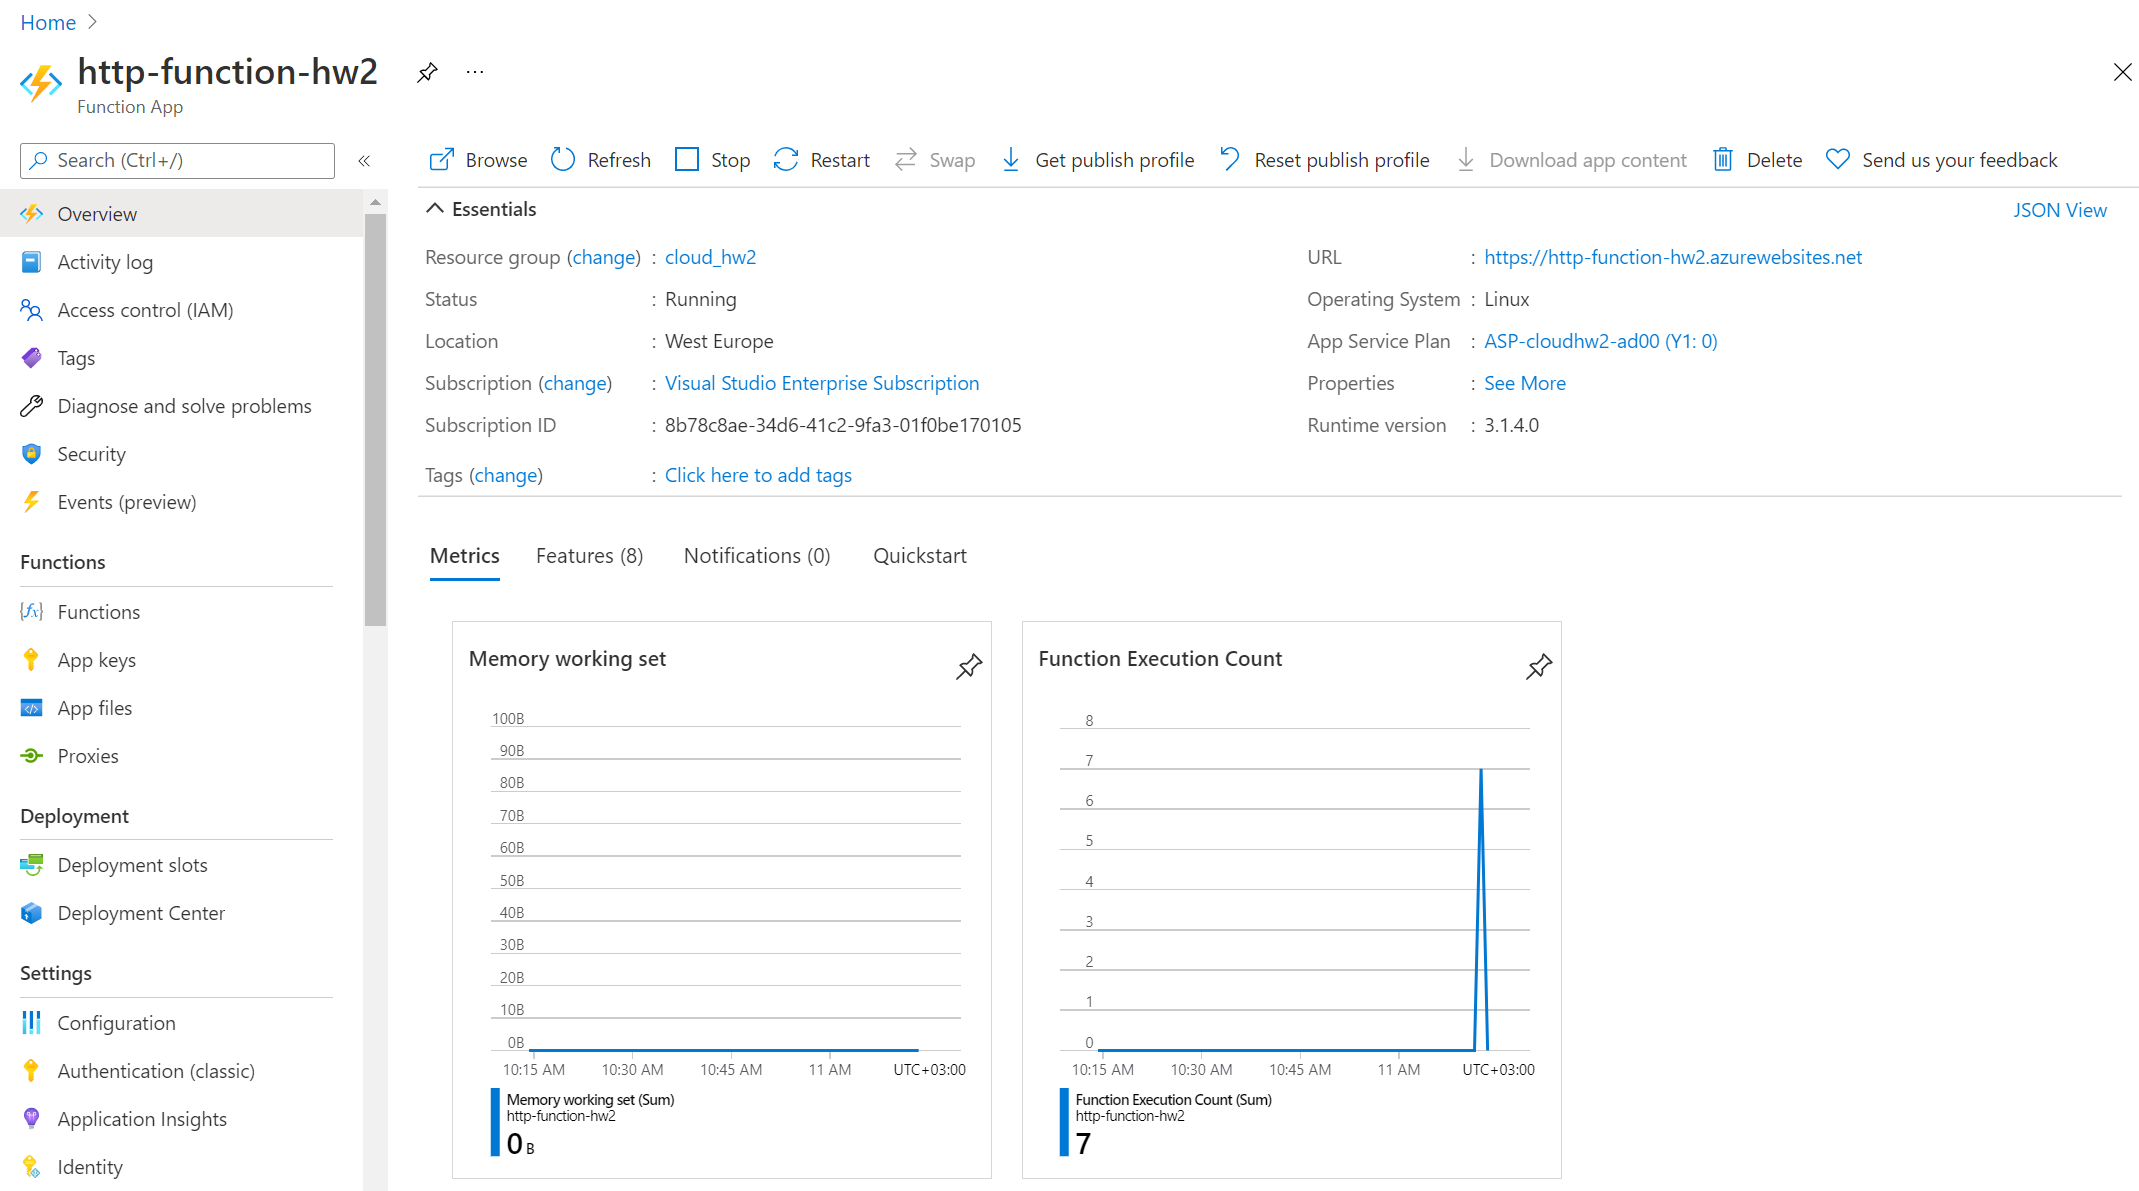 Home
http-function-hw2
Function App
Search (Ctrl+/)
Overview
Activity log
Access control (IAM)
Tags
Diagnose and solve problems
Security
Events (preview)
Functions
Functions
App keys
App files
Proxies
Deployment
Deployment slots
Deployment Center
Settings
Configuration
Authentication (classic)
Application Insights
Identity
Browse Refresh Stop Restart Swap Get publish profile Reset publish profile Download app content Delete Send us your feedback
Essentials
JSON View
Resource group (change) : cloud_hw2
Status : Running
Location : West Europe
Subscription (change) : Visual Studio Enterprise Subscription
Subscription ID : 8b78c8ae-34d6-41c2-9fa3-01f0be170105
Tags (change) : Click here to add tags
URL : https://http-function-hw2.azurewebsites.net
Operating System : Linux
App Service Plan : ASP-cloudhw2-ad00 (Y1: 0)
Properties : See More
Runtime version : 3.1.4.0
Metrics Features (8) Notifications (0) Quickstart
Memory working set
100B
90B
80B
70B
60B
50B
40B
30B
20B
10B
0B
10:15 AM 10:30 AM 10:45 AM 11 AM UTC+03:00
Memory working set (Sum)
http-function-hw2
0 B
Function Execution Count
8
7
6
5
4
3
2
1
0
10:15 AM 10:30 AM 10:45 AM 11 AM UTC+03:00
Function Execution Count (Sum)
http-function-hw2
7